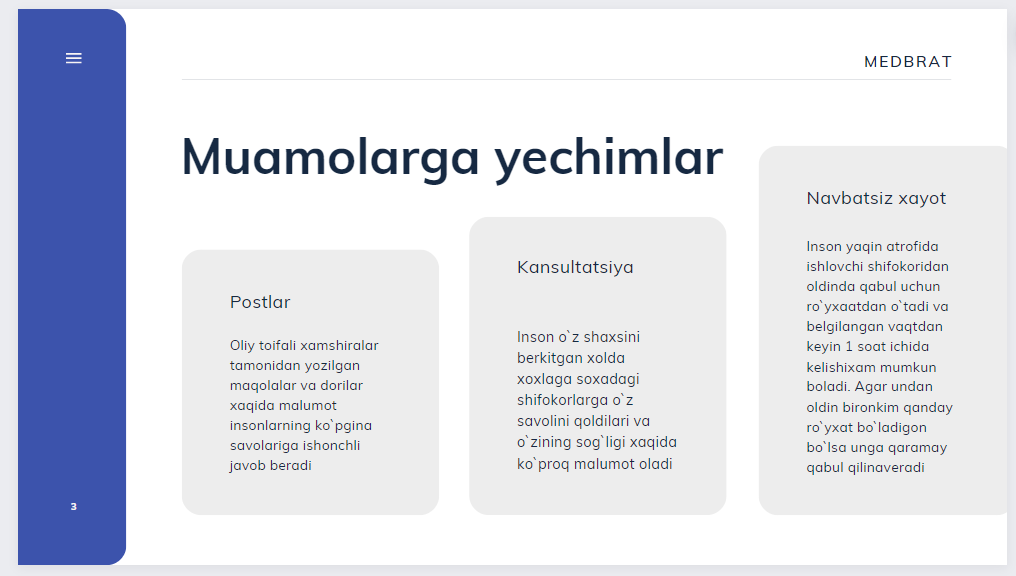 MEDBRAT
Muamolarga yechimlar
Postlar
Oliy toifali xamshiralar
tamonidan yozilgan
maqolalar va dorilar
xaqida malumot
insonlarning ko`pgina
savolariga ishonchli
javob beradi
Kansultatsiya
Inson o`z shaxsini
berkitgan xolda
xoxlaga soxadagi
shifokorlarga o`z
savolini qoldilari va
o`zining sog`ligi xaqida
ko`proq malumot oladi
Navbatsiz xayot
Inson yaqin atrofida
ishlovchi shifokoridan
oldinda qabul uchun
ro`yxaatdan o`tadi va
belgilangan vaqtdan
keyin 1 soat ichida
kelishixam mumkun
boladi. Agar undan
oldin bironkim qanday
ro`yxat bo`ladigon
bo`lsa unga qaramay
qabul qilinaveradi
3